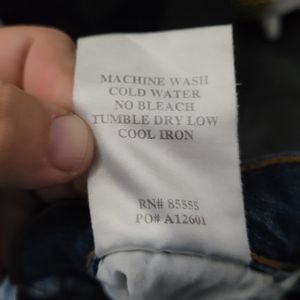 MACHINE WASH
COLD WATER
NO BLEACH
TUMBLE DRY LOW
COOL IRON
RN# 85555
PO# A12601